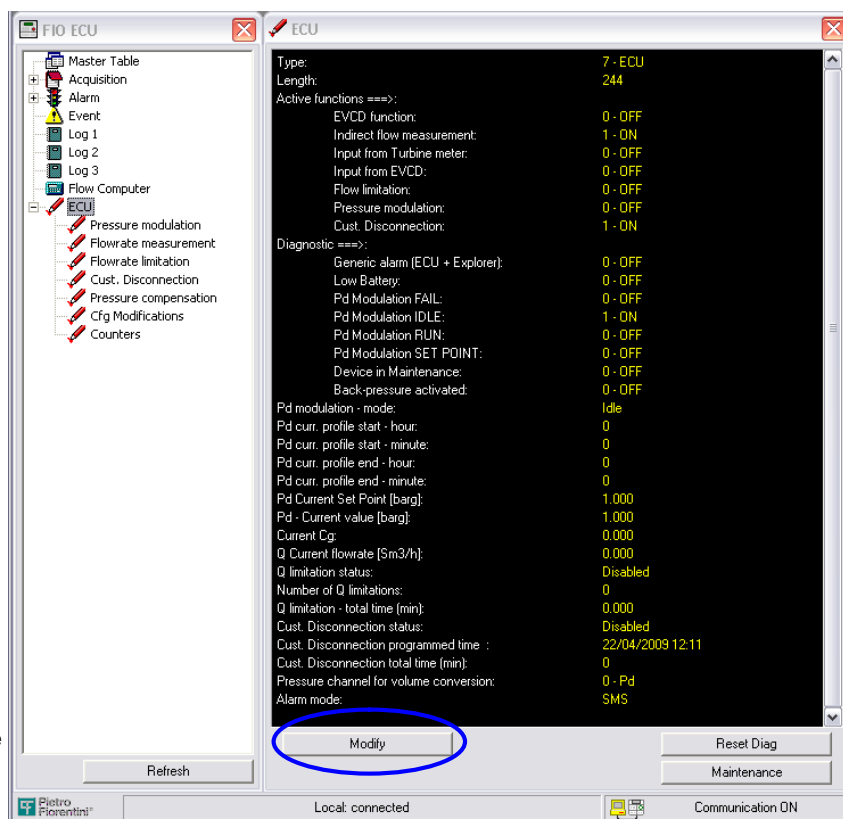 FIO ECU
Master Table
Acquisition
Alarm
Event
Log 1
Log 2
Log 3
Flow Computer
ECU
Pressure modulation
Flowrate measurement
Flowrate limitation
Cust. Disconnection
Pressure compensation
Cfg Modifications
Counters
Refresh
ECU
Type: 7 - ECU
Length: 244
Active functions ===>:
EVCD function: 0 - OFF
Indirect flow measurement: 1 - ON
Input from Turbine meter: 0 - OFF
Input from EVCD: 0 - OFF
Flow limitation: 0 - OFF
Pressure modulation: 0 - OFF
Cust. Disconnection: 1 - ON
Diagnostic ===>:
Generic alarm (ECU + Explorer): 0 - OFF
Low Battery: 0 - OFF
Pd Modulation FAIL: 0 - OFF
Pd Modulation IDLE: 1 - ON
Pd Modulation RUN: 0 - OFF
Pd Modulation SET POINT: 0 - OFF
Device in Maintenance: 0 - OFF
Back-pressure activated: 0 - OFF
Pd modulation - mode: Idle
Pd curr. profile start - hour: 0
Pd curr. profile start - minute: 0
Pd curr. profile end - hour: 0
Pd curr. profile end - minute: 0
Pd Current Set Point [barg]: 1.000
Pd - Current value [barg]: 1.000
Current Cg: 0.000
Q Current flowrate [Sm3/h]: 0.000
Q limitation status: Disabled
Number of Q limitations: 0
Q limitation - total time (min): 0.000
Cust. Disconnection status: Disabled
Cust. Disconnection programmed time : 22/04/2009 12:11
Cust. Disconnection total time (min): 0
Pressure channel for volume conversion: 0 - Pd
Alarm mode: SMS
Modify
Reset Diag
Maintenance
Pietro
Fiorentini
Local: connected
Communication ON